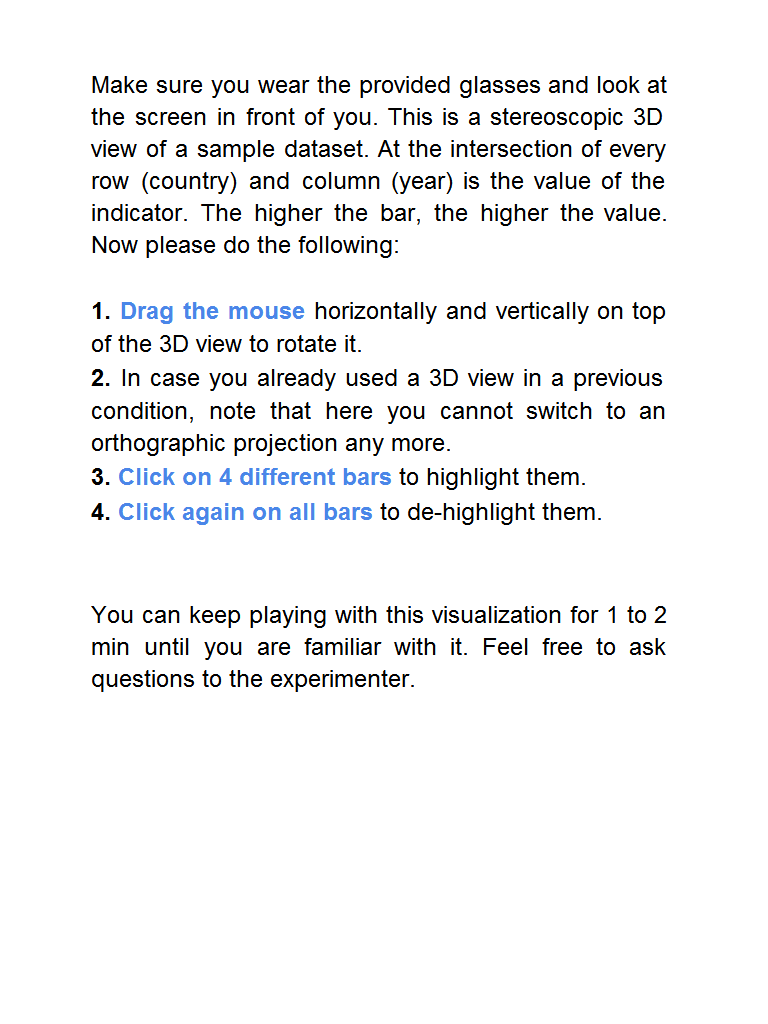 Make sure you wear the provided glasses and look at
the screen in front of you. This is a stereoscopic 3D
view of a sample dataset. At the intersection of every
row (country) and column (year) is the value of the
indicator. The higher the bar, the higher the value.
Now please do the following:
1. Drag the mouse horizontally and vertically on top
of the 3D view to rotate it.
2. In case you already used a 3D view in a previous
condition, note that here you cannot switch to an
orthographic projection any more.
3. Click on 4 different bars to highlight them.
4. Click again on all bars to de-highlight them.
You can keep playing with this visualization for 1 to 2
min until you are familiar with it. Feel free to ask
questions to the experimenter.